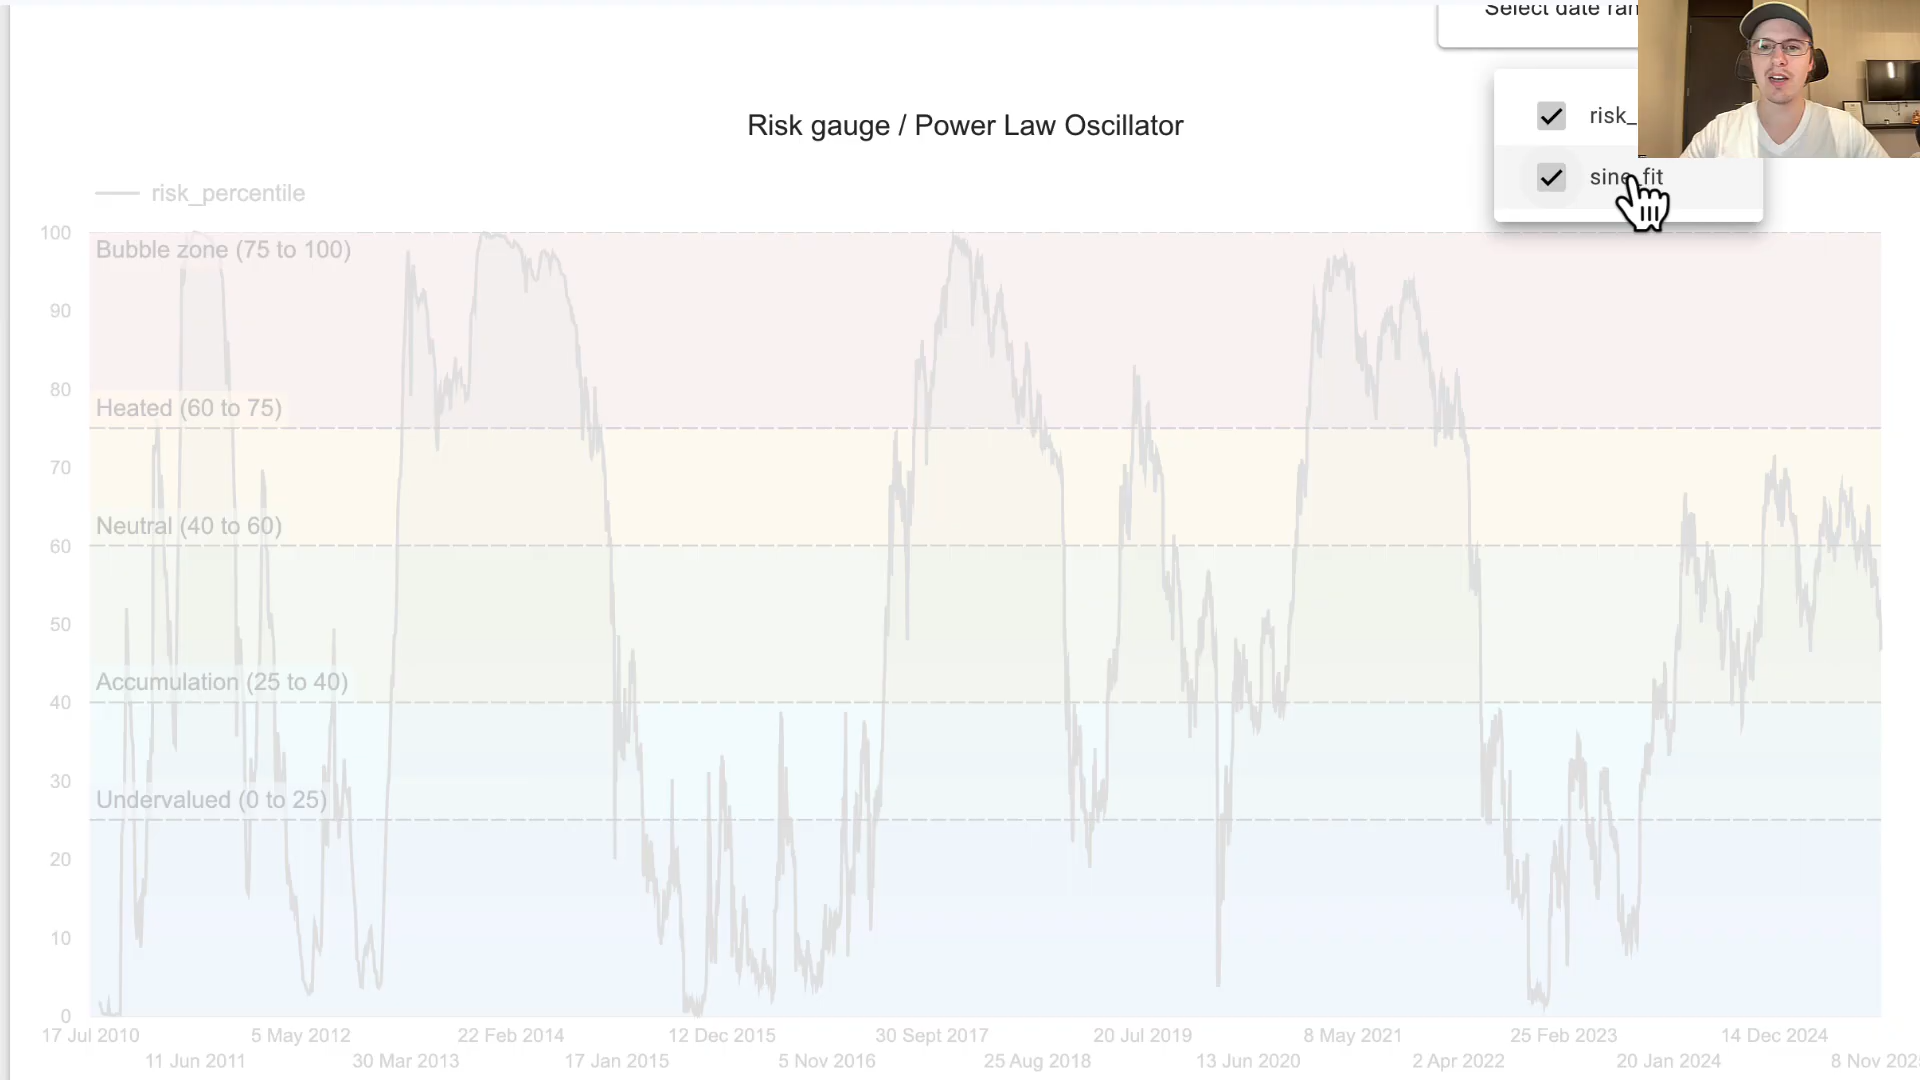 Select date ran
Risk gauge / Power Law Oscillator
risk_
sine_fit
risk_percentile
100
Bubble zone (75 to 100)
90
80
Heated (60 to 75)
70
Neutral (40 to 60)
60
50
Accumulation (25 to 40)
40
30
Undervalued (0 to 25)
20
10
0
17 Jul 2010
5 May 2012
22 Feb 2014
12 Dec 2015
30 Sept 2017
20 Jul 2019
8 May 2021
25 Feb 2023
14 Dec 2024
11 Jun 2011
30 Mar 2013
17 Jan 2015
5 Nov 2016
25 Aug 2018
13 Jun 2020
2 Apr 2022
20 Jan 2024
8 Nov 202